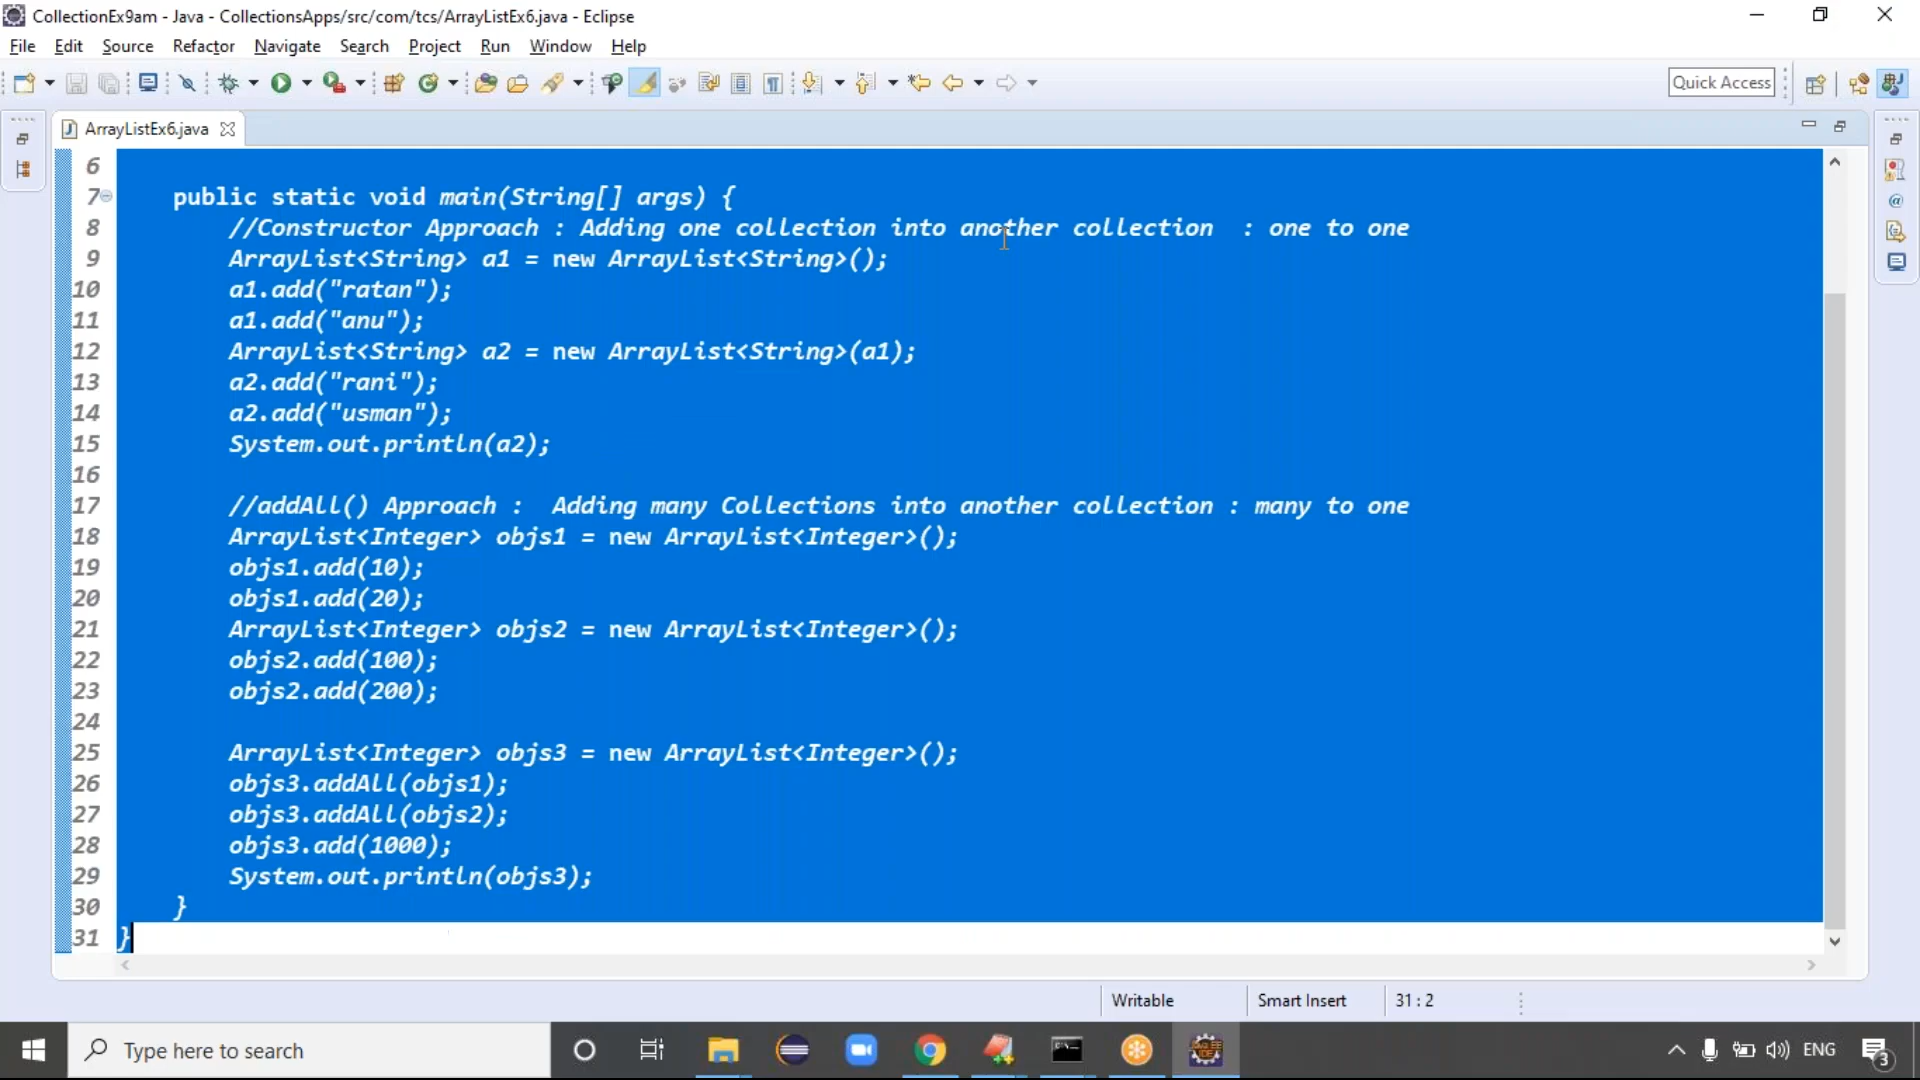 CollectionEx9am - Java - CollectionsApps/src/com/tcs/ArrayListEx6.java - Eclipse
File Edit Source Refactor Navigate Search Project Run Window Help
Quick Access
ArrayListEx6.java
6
7 public static void main(String[] args) {
8 //Constructor Approach : Adding one collection into another collection  : one to one
9 ArrayList<String> a1 = new ArrayList<String>();
10 a1.add("ratan");
11 a1.add("anu");
12 ArrayList<String> a2 = new ArrayList<String>(a1);
13 a2.add("rani");
14 a2.add("usman");
15 System.out.println(a2);
16
17 //addAll() Approach :  Adding many Collections into another collection : many to one
18 ArrayList<Integer> objs1 = new ArrayList<Integer>();
19 objs1.add(10);
20 objs1.add(20);
21 ArrayList<Integer> objs2 = new ArrayList<Integer>();
22 objs2.add(100);
23 objs2.add(200);
24
25 ArrayList<Integer> objs3 = new ArrayList<Integer>();
26 objs3.addAll(objs1);
27 objs3.addAll(objs2);
28 objs3.add(1000);
29 System.out.println(objs3);
30 }
31 }
Writable Smart Insert 31 : 2
Type here to search
ENG
3